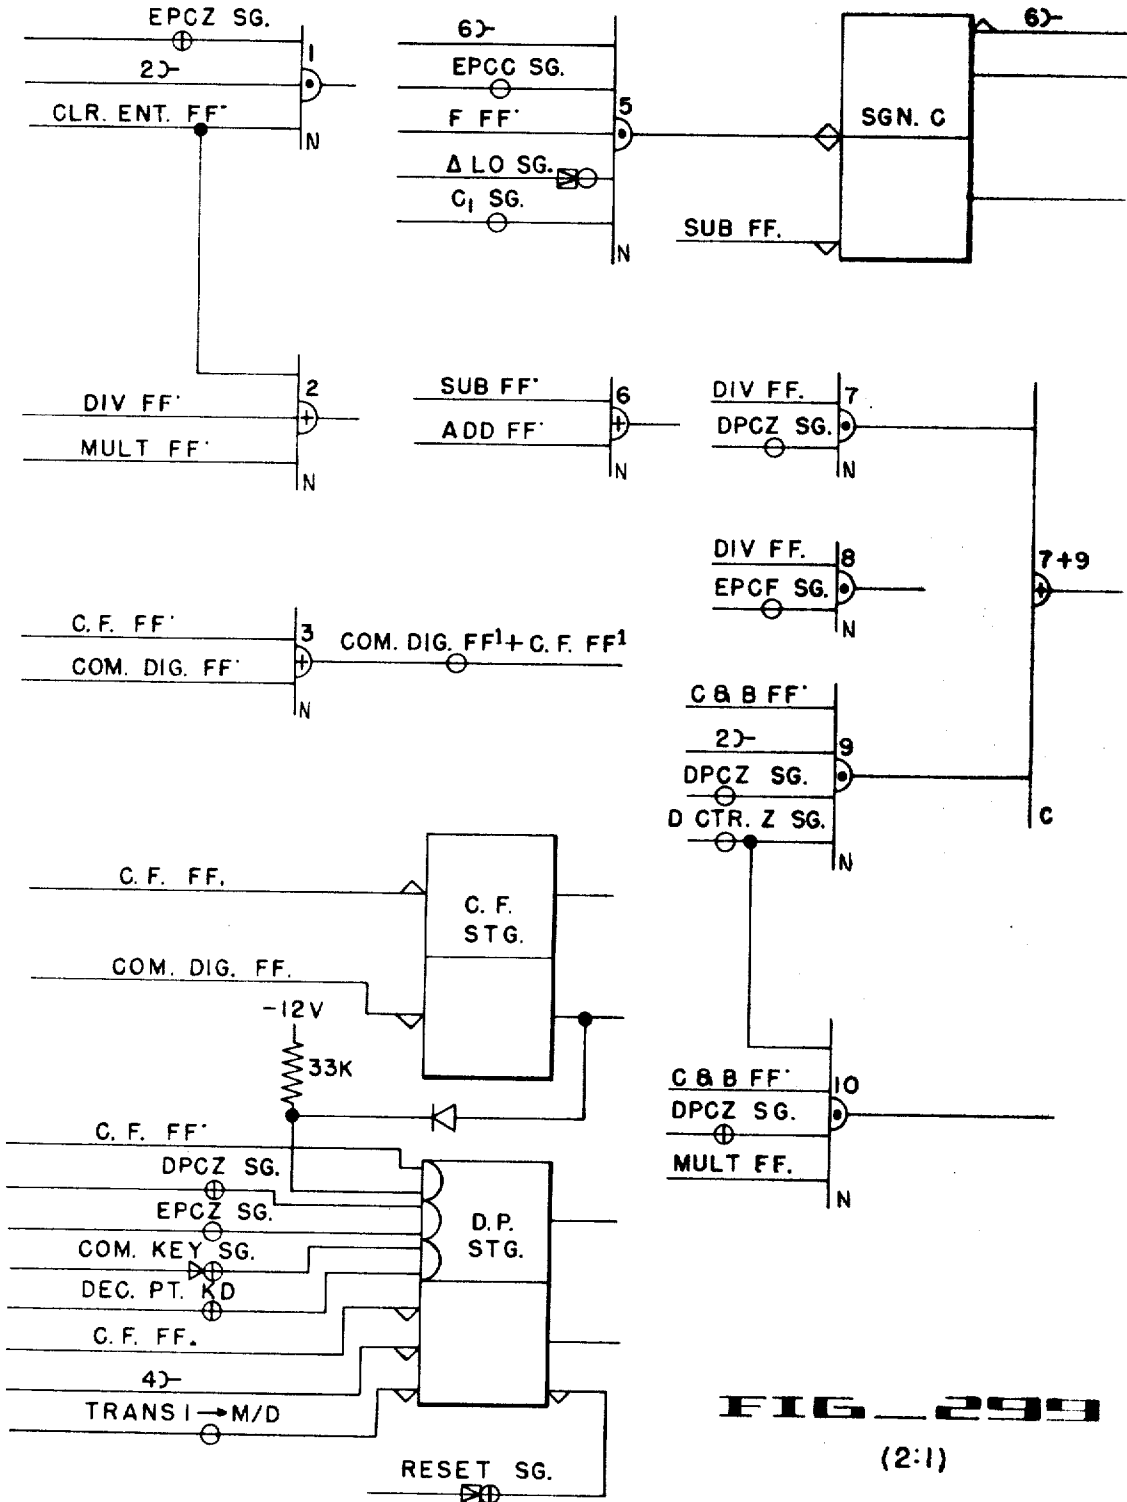 EPCZ SG.
1
2)-
CLR. ENT. FF'
N
6)-
EPCC SG.
5
F FF'
Δ LO SG.
C1 SG.
N
SUB FF.
SGN. C
6)-
2
DIV FF'
MULT FF'
N
SUB FF'
6
ADD FF'
N
DIV FF.
7
DPCZ SG.
N
DIV FF.
8
EPCF SG.
N
7+9
C
C.F. FF'
3
COM. DIG. FF'
N
COM. DIG. FF1 + C.F. FF1
C & B FF'
2)-
9
DPCZ SG.
D CTR. Z SG.
N
C.F. FF.
COM. DIG. FF.
C.F.
STG.
-12V
33K
C & B FF'
10
DPCZ SG.
MULT FF.
N
C.F. FF'
DPCZ SG.
EPCZ SG.
COM. KEY SG.
DEC. PT. KD
C.F. FF.
4)-
TRANS I→M/D
D.P.
STG.
RESET SG.
FIG_299
(2:1)